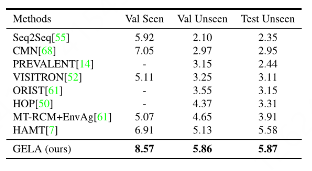 Methods Val Seen Val Unseen Test Unseen
Seq2Seq[55] 5.92 2.10 2.35
CMN[68] 7.05 2.97 2.95
PREVALENT[14] - 3.15 2.44
VISITRON[52] 5.11 3.25 3.11
ORIST[61] - 3.55 3.15
HOP[50] - 4.37 3.31
MT-RCM+EnvAg[61] 5.07 4.65 3.91
HAMT[7] 6.91 5.13 5.58
GELA (ours) 8.57 5.86 5.87